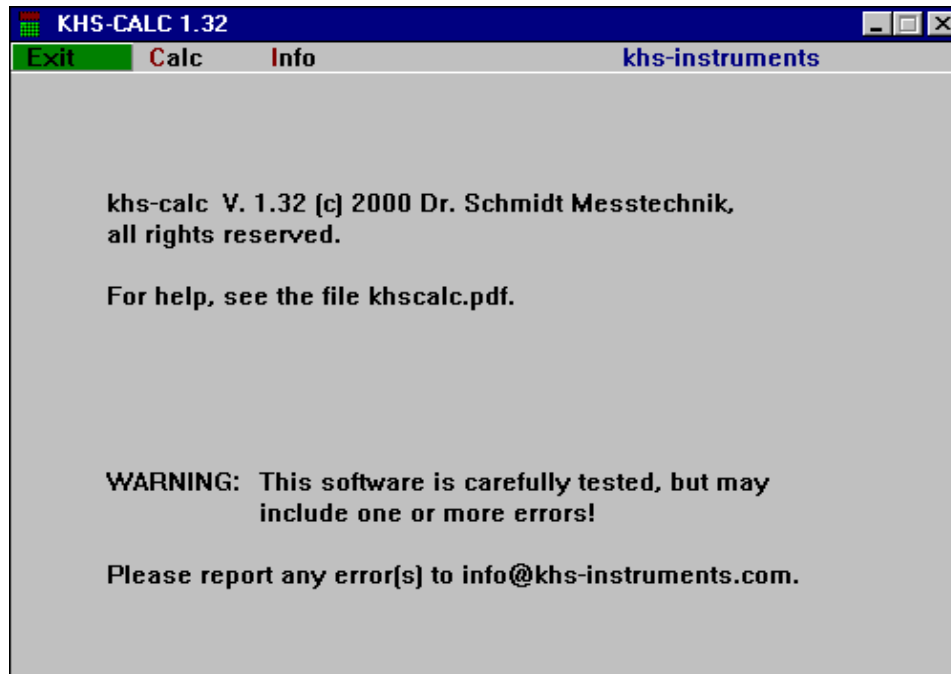 KHS-CALC 1.32
Exit Calc Info khs-instruments
khs-calc V. 1.32 (c) 2000 Dr. Schmidt Messtechnik,
all rights reserved.
For help, see the file khscalc.pdf.
WARNING: This software is carefully tested, but may
include one or more errors!
Please report any error(s) to info@khs-instruments.com.